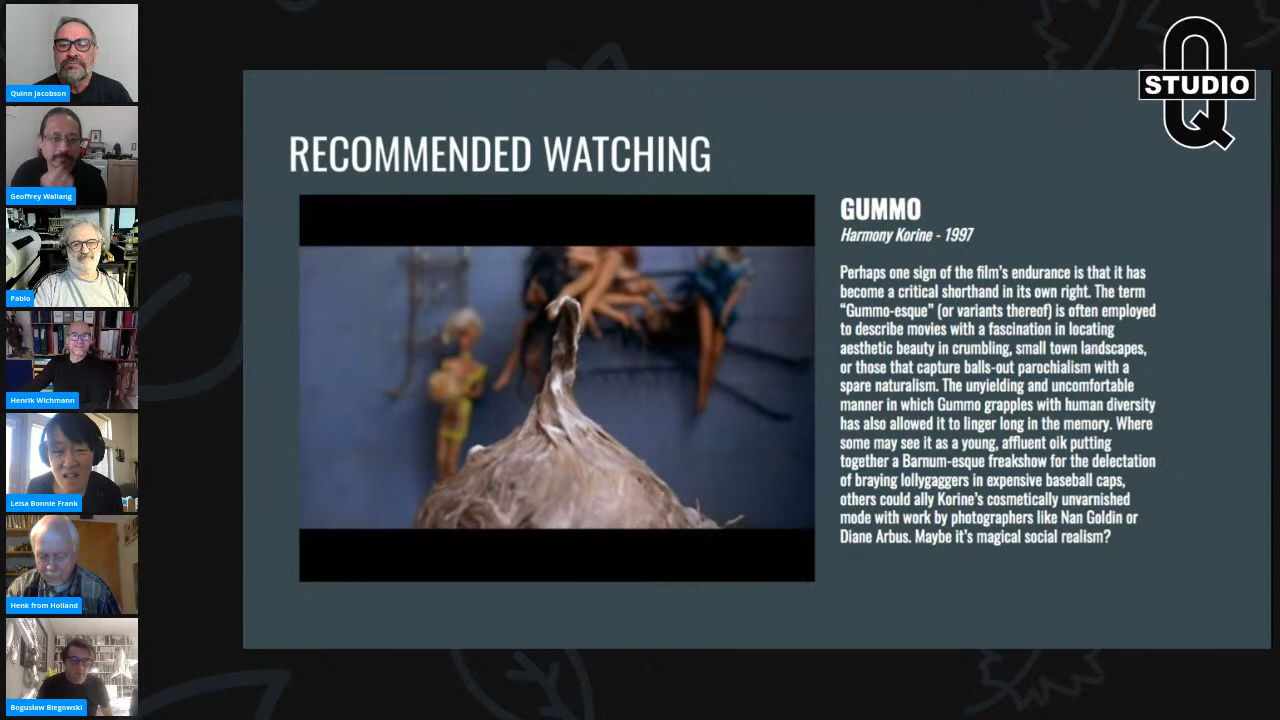 Quinn Jacobson
Geoffrey Wallang
Pablo
Henrik Wichmann
Leisa Bonnie Frank
Henk from Holland
Bogusław Biegowski
STUDIO
Q
RECOMMENDED WATCHING
GUMMO
Harmony Korine - 1997
Perhaps one sign of the film's endurance is that it has
become a critical shorthand in its own right. The term
“Gummo-esque” (or variants thereof) is often employed
to describe movies with a fascination in locating
aesthetic beauty in crumbling, small town landscapes,
or those that capture balls-out parochialism with a
spare naturalism. The unyielding and uncomfortable
manner in which Gummo grapples with human diversity
has also allowed it to linger long in the memory. Where
some may see it as a young, affluent oik putting
together a Barnum-esque freakshow for the delectation
of braying lollygaggers in expensive baseball caps,
others could ally Korine's cosmetically unvarnished
mode with work by photographers like Nan Goldin or
Diane Arbus. Maybe it's magical social realism?